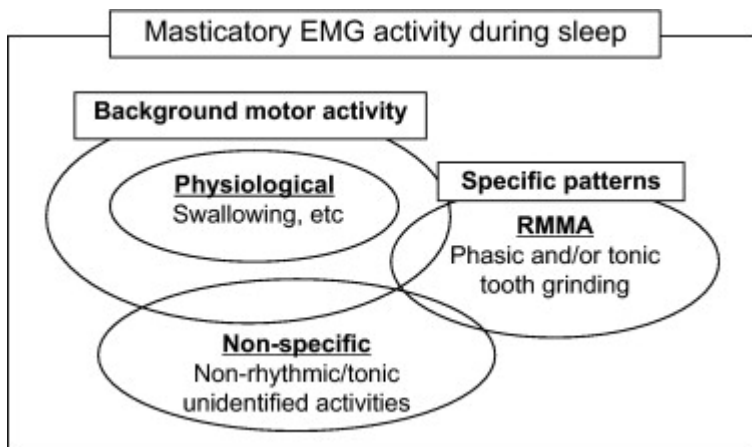 Masticatory EMG activity during sleep
Background motor activity
Physiological
Swallowing, etc
Specific patterns
RMMA
Phasic and/or tonic
tooth grinding
Non-specific
Non-rhythmic/tonic
unidentified activities